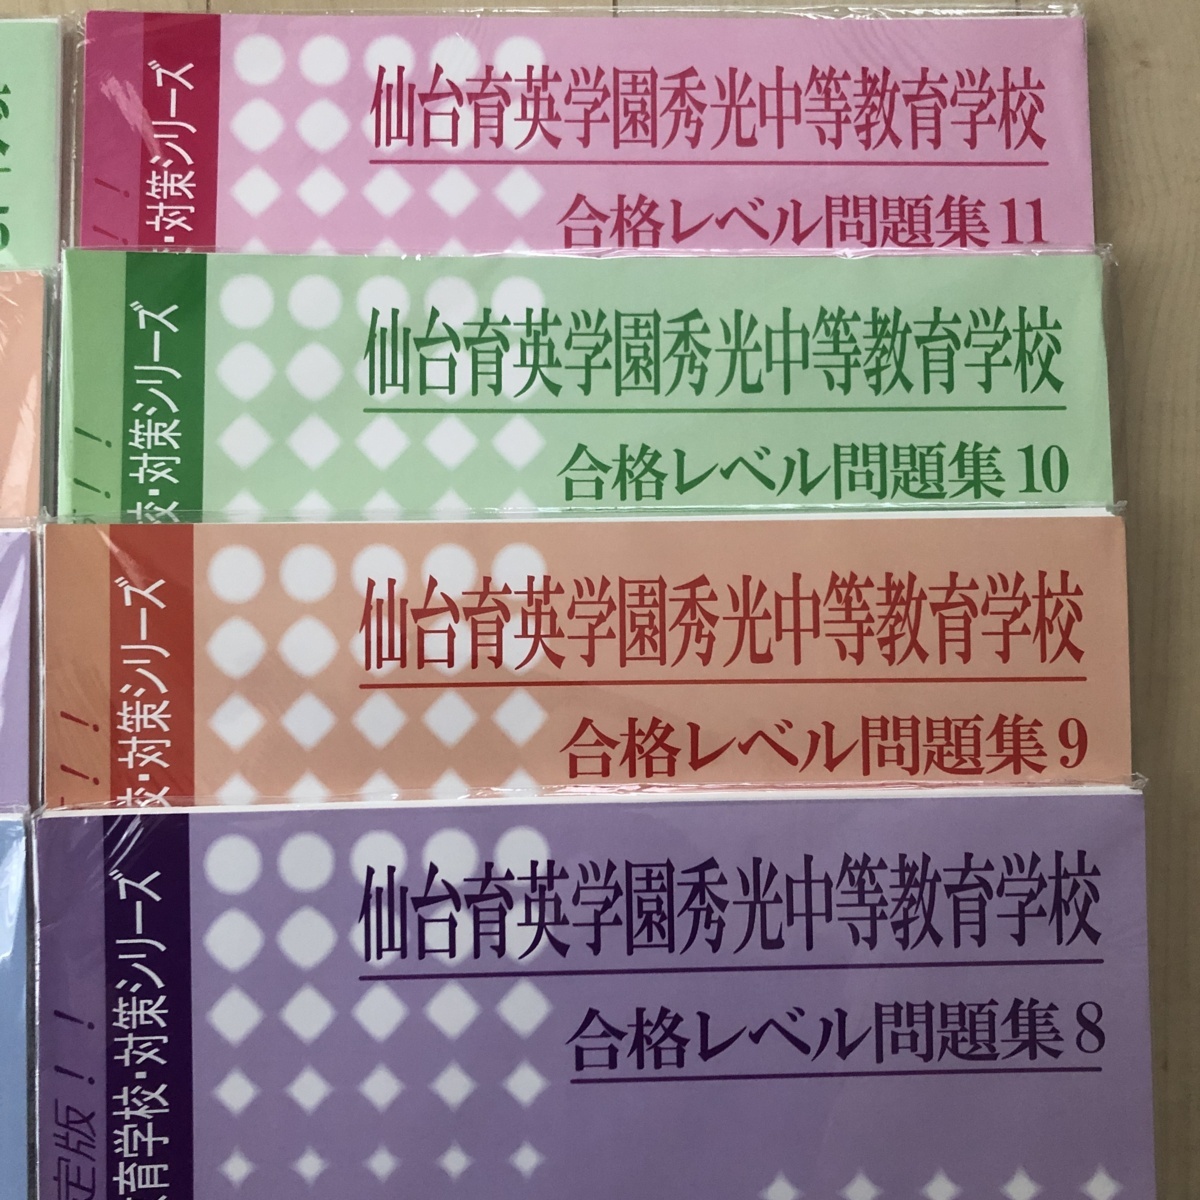 仙台育英学園秀光中等教育学校
合格レベル問題集11
・対策シリーズ
！
仙台育英学園秀光中等教育学校
合格レベル問題集10
校・対策シリーズ
！！
仙台育英学園秀光中等教育学校
合格レベル問題集9
校・対策シリーズ
！！
仙台育英学園秀光中等教育学校
合格レベル問題集8
育学校・対策シリーズ
定版！！